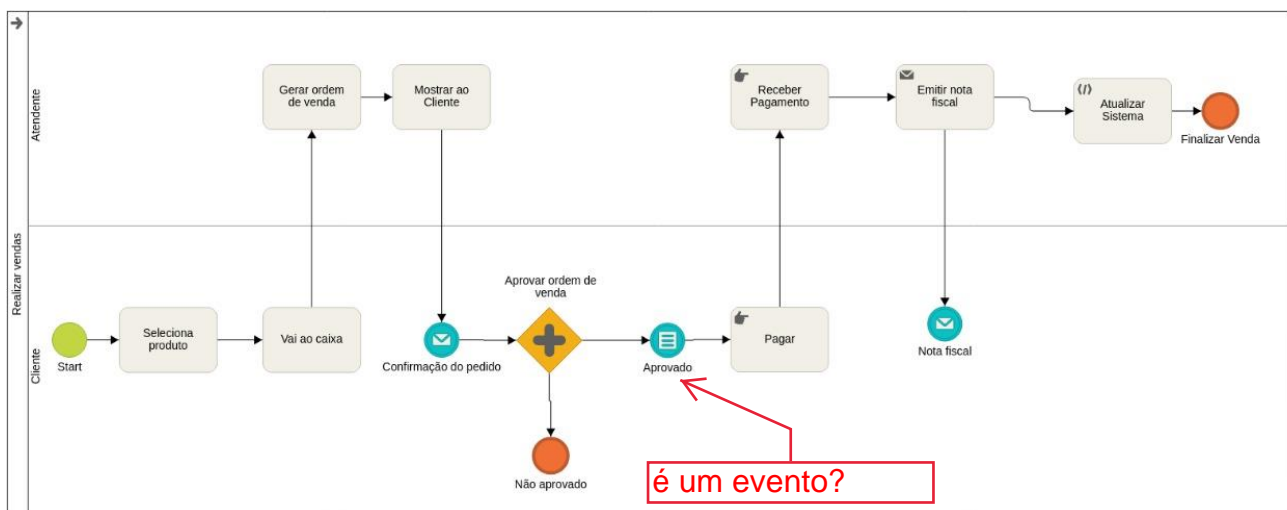 Realizar vendas
Atendente
Gerar ordem
de venda
Mostrar ao
Cliente
Receber
Pagamento
Emitir nota
fiscal
{/}
Atualizar
Sistema
Finalizar Venda
Cliente
Start
Seleciona
produto
Vai ao caixa
Confirmação do pedido
Aprovar ordem de
venda
Não aprovado
Aprovado
Pagar
Nota fiscal
é um evento?